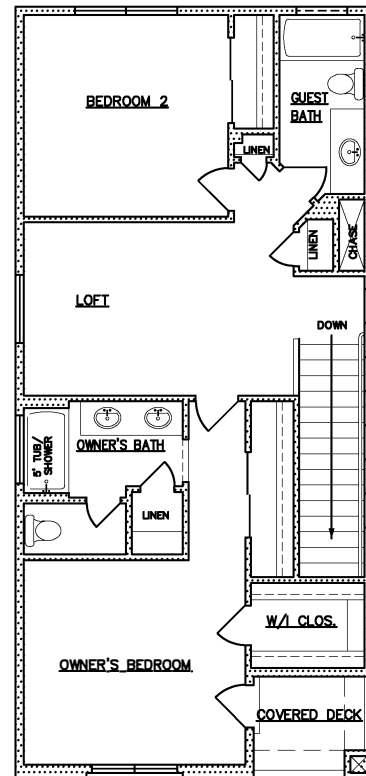 BEDROOM 2
GUEST
BATH
LINEN
LINEN
CHASE
LOFT
DOWN
5' TUB/
SHOWER
OWNER'S BATH
LINEN
W/I CLOS.
OWNER'S BEDROOM
COVERED DECK